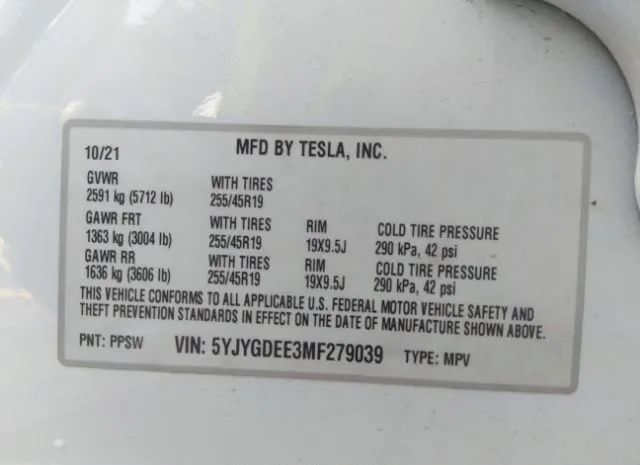 10/21 MFD BY TESLA, INC.
GVWR WITH TIRES
2591 kg (5712 lb) 255/45R19
GAWR FRT WITH TIRES RIM COLD TIRE PRESSURE
1363 kg (3004 lb) 255/45R19 19X9.5J 290 kPa, 42 psi
GAWR RR WITH TIRES RIM COLD TIRE PRESSURE
1636 kg (3606 lb) 255/45R19 19X9.5J 290 kPa, 42 psi
THIS VEHICLE CONFORMS TO ALL APPLICABLE U.S. FEDERAL MOTOR VEHICLE SAFETY AND
THEFT PREVENTION STANDARDS IN EFFECT ON THE DATE OF MANUFACTURE SHOWN ABOVE.
PNT: PPSW VIN: 5YJYGDEE3MF279039 TYPE: MPV